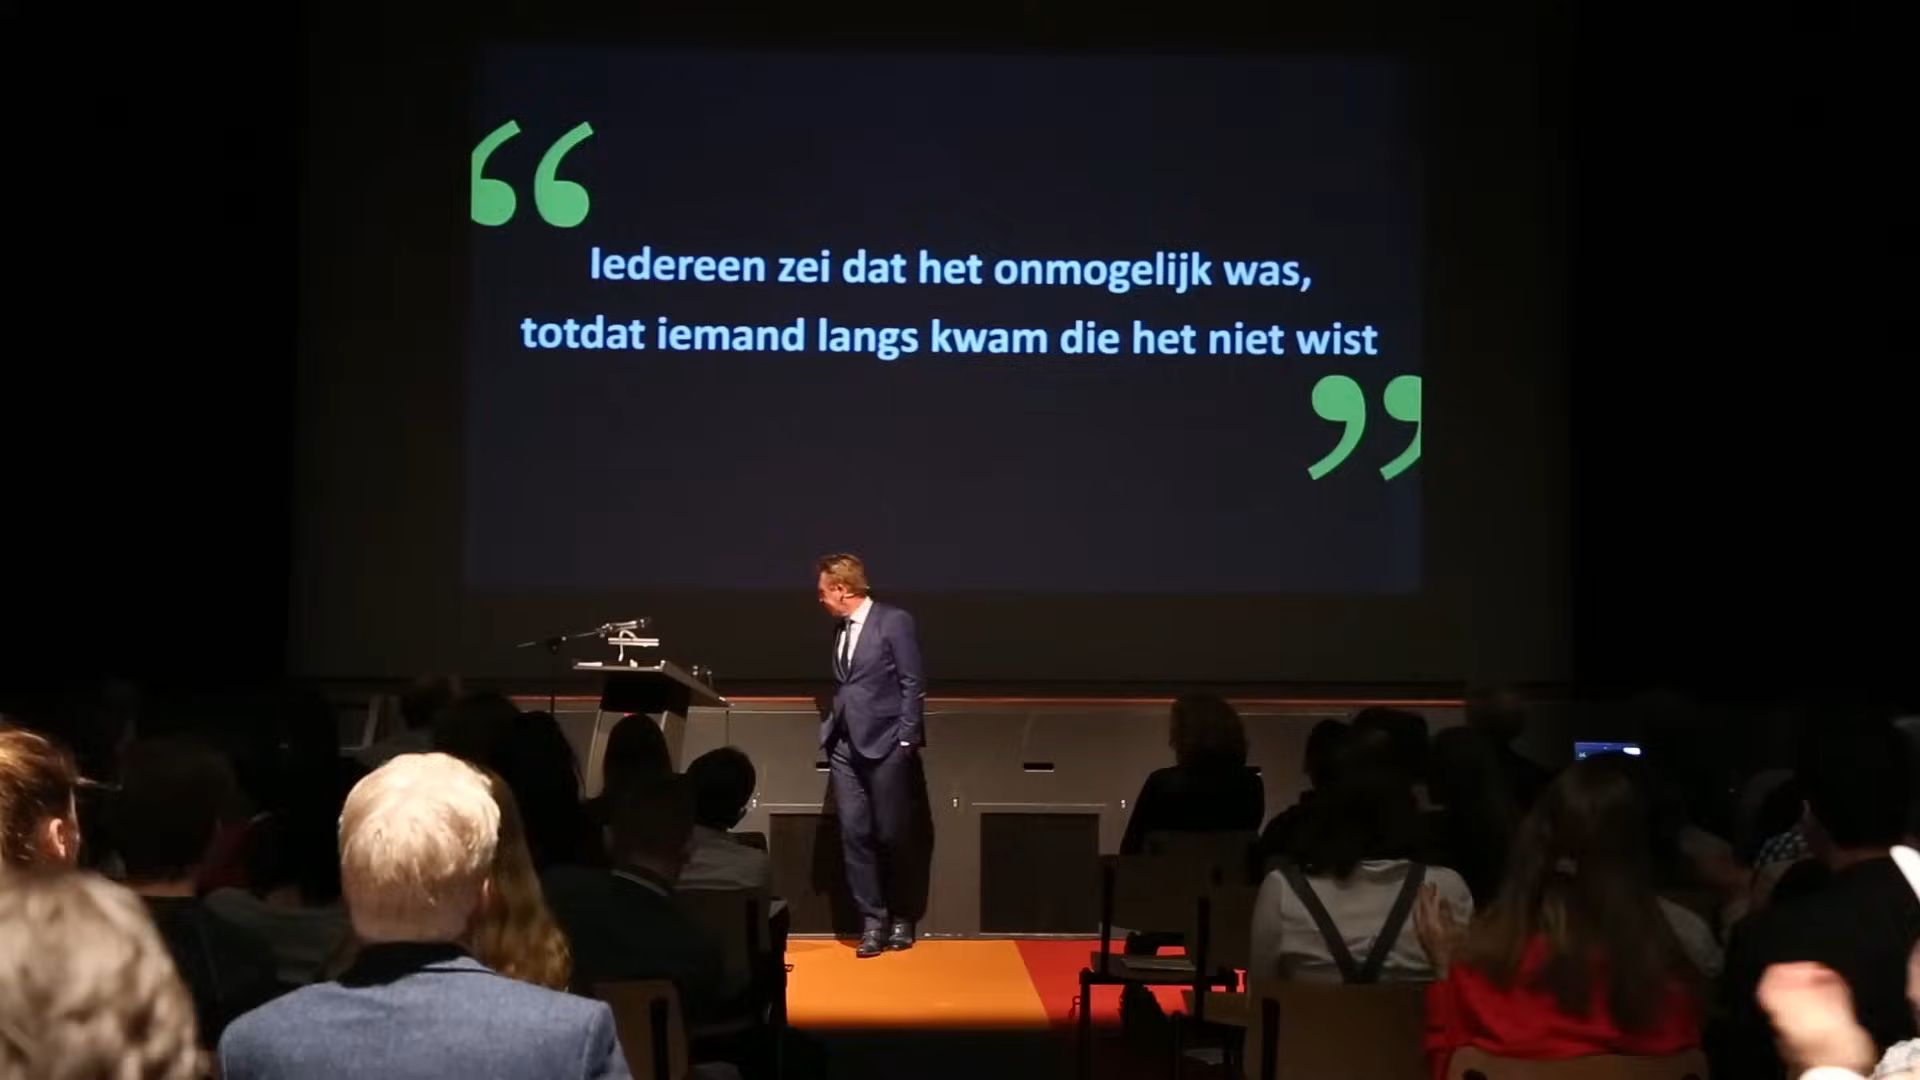 “
Iedereen zei dat het onmogelijk was,
totdat iemand langs kwam die het niet wist
”